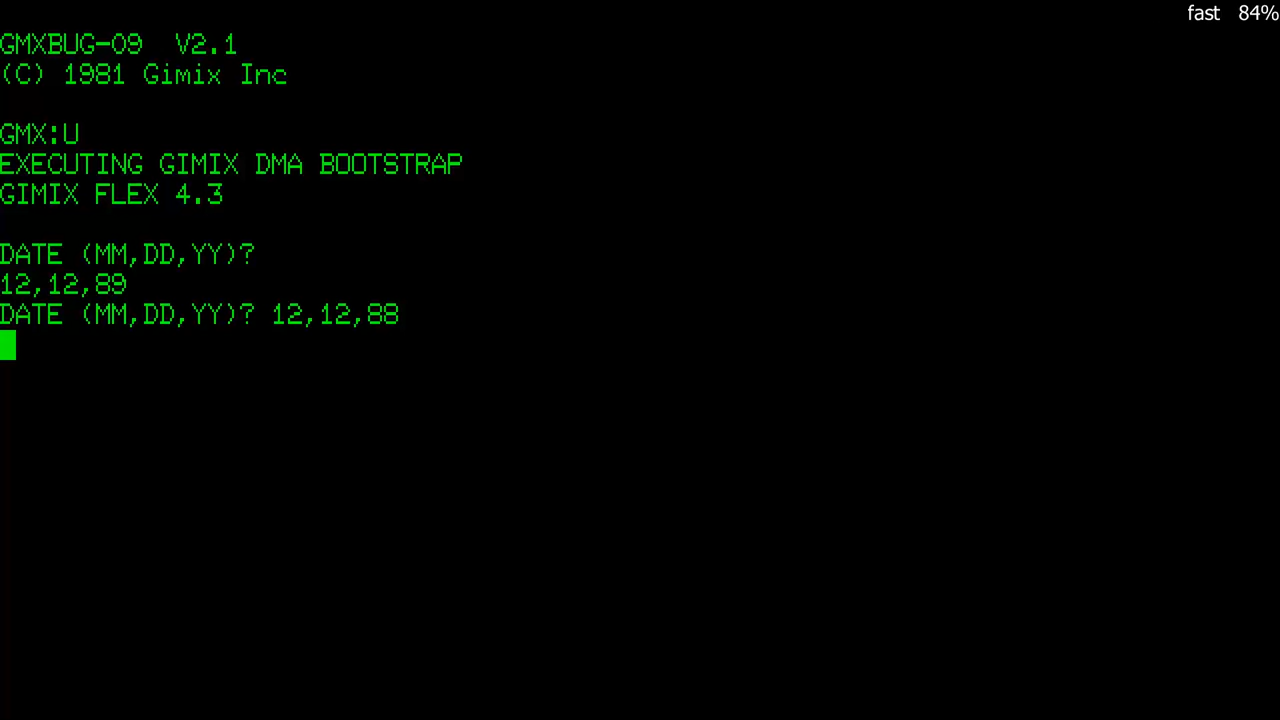 fast 84%
GMXBUG-09 V2.1
(C) 1981 Gimix Inc
GMX:U
EXECUTING GIMIX DMA BOOTSTRAP
GIMIX FLEX 4.3
DATE (MM,DD,YY)?
12,12,89
DATE (MM,DD,YY)? 12,12,88